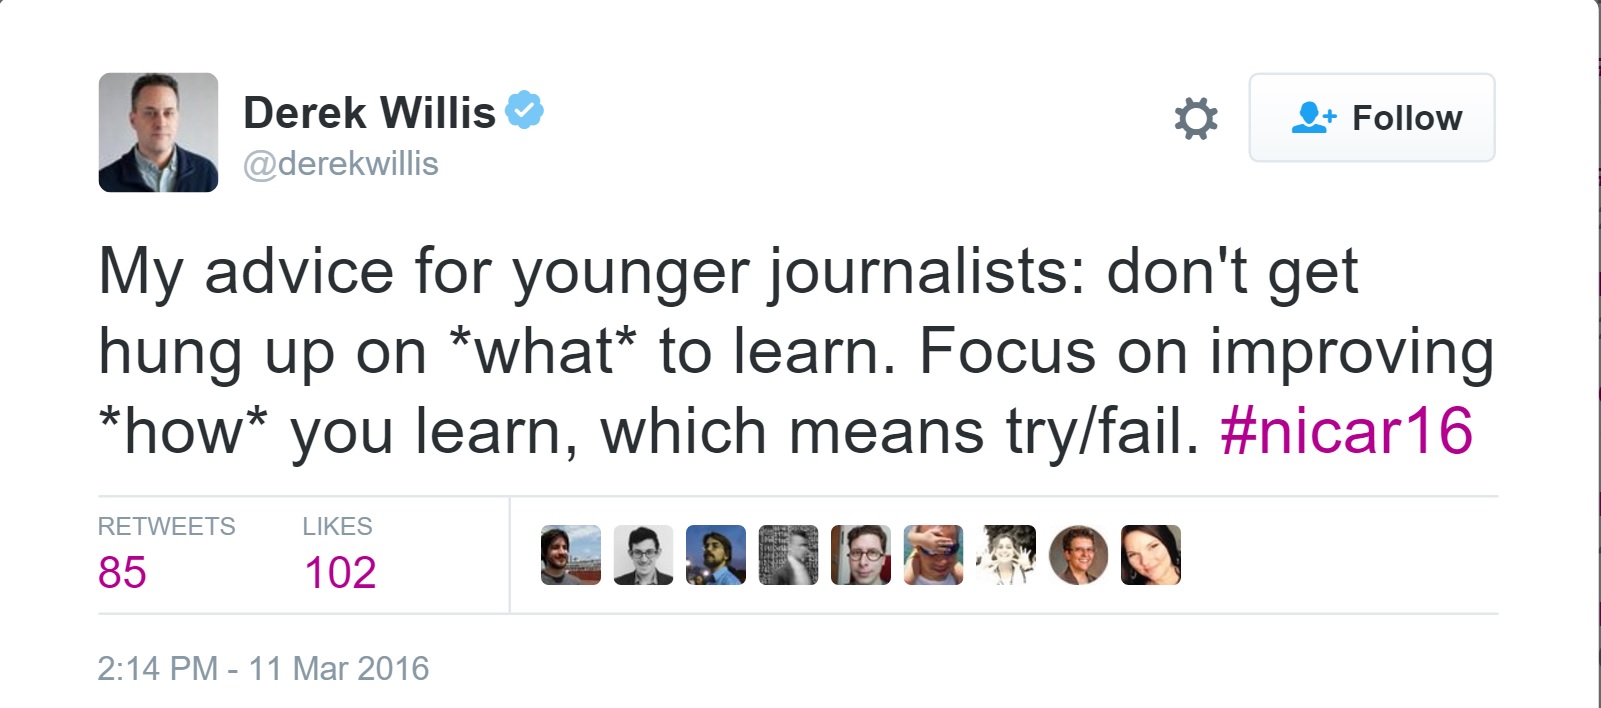 Derek Willis
@derekwillis
Follow
My advice for younger journalists: don't get
hung up on *what* to learn. Focus on improving
*how* you learn, which means try/fail. #nicar16
RETWEETS LIKES
85 102
2:14 PM - 11 Mar 2016